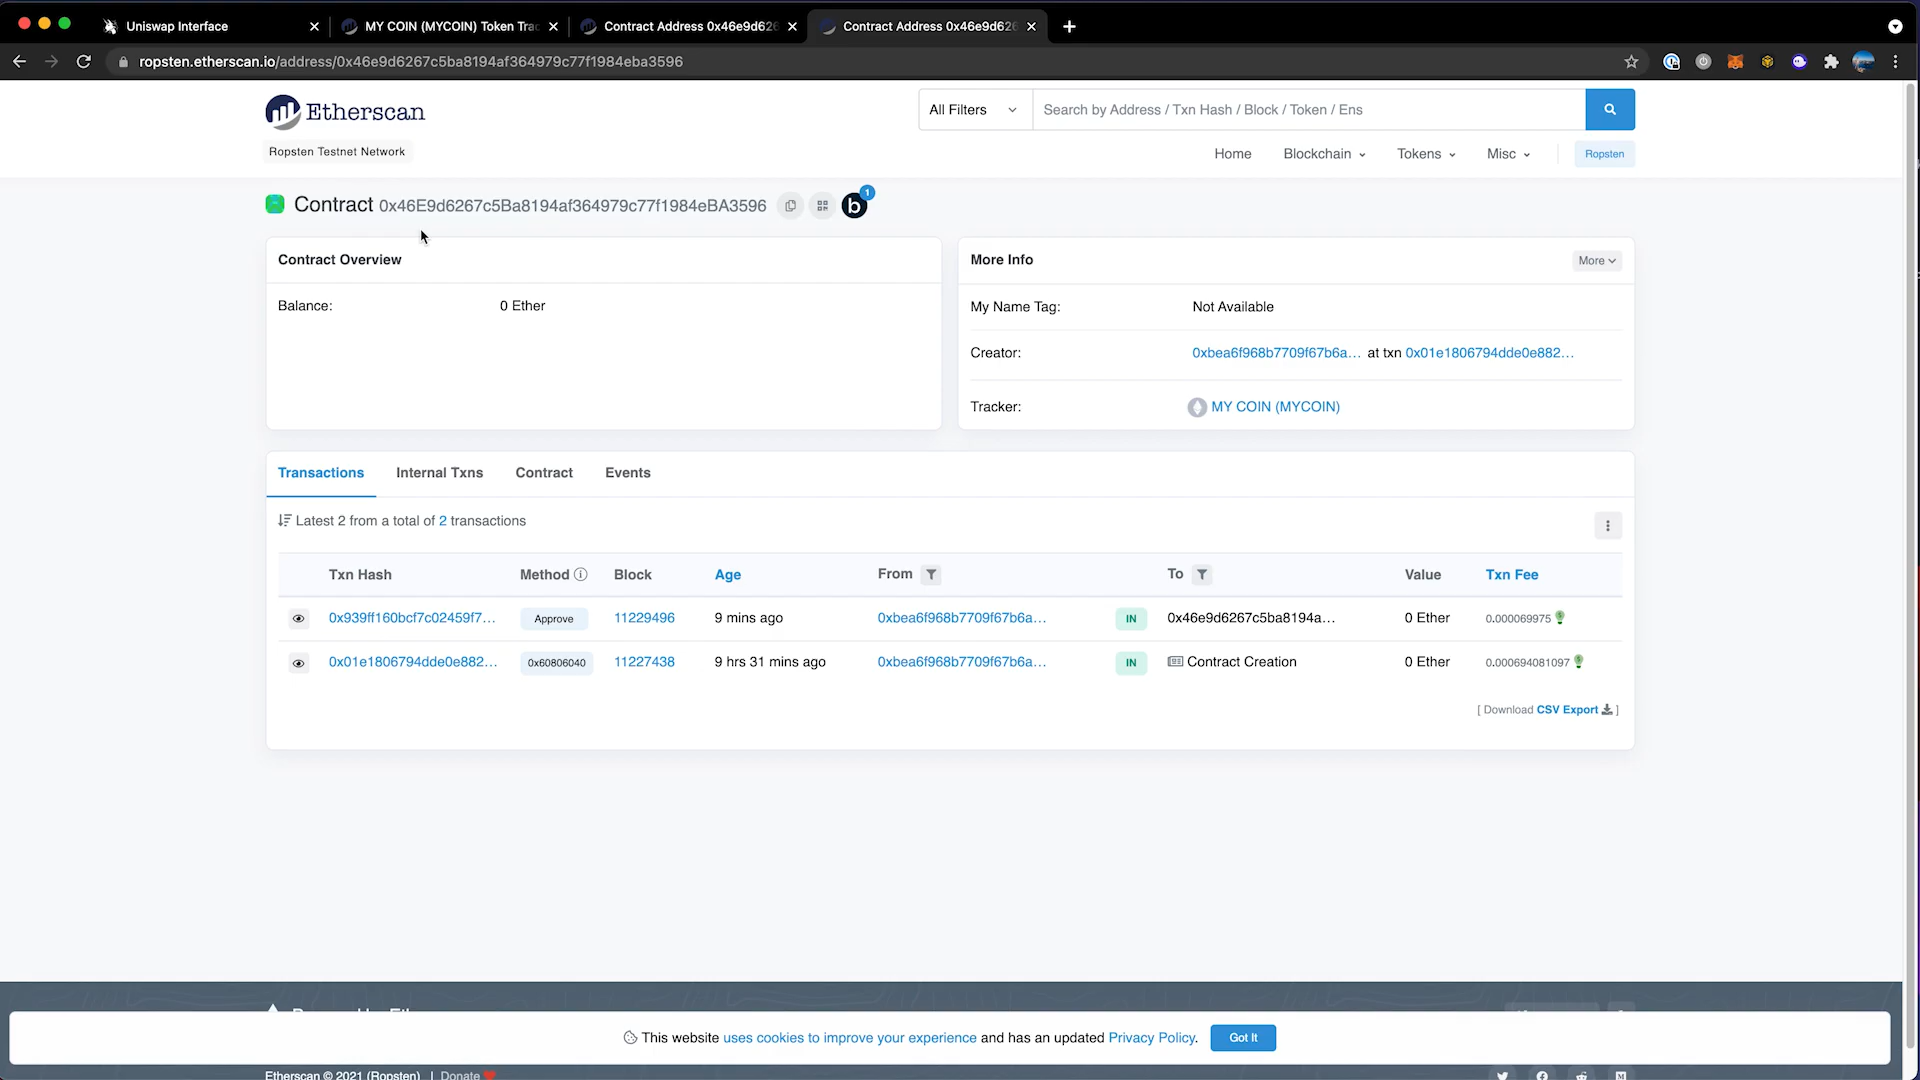 Uniswap Interface
MY COIN (MYCOIN) Token Tra
Contract Address 0x46e9d626
Contract Address 0x46e9d626
ropsten.etherscan.io/address/0x46e9d6267c5ba8194af364979c77f1984eba3596
Etherscan
All Filters
Search by Address / Txn Hash / Block / Token / Ens
Ropsten Testnet Network
Home
Blockchain
Tokens
Misc
Ropsten
Contract 0x46E9d6267c5Ba8194af364979c77f1984eBA3596
b
1
Contract Overview
Balance:
0 Ether
More Info
More
My Name Tag:
Not Available
Creator:
0xbea6f968b7709f67b6a... at txn 0x01e1806794dde0e882...
Tracker:
MY COIN (MYCOIN)
Transactions
Internal Txns
Contract
Events
Latest 2 from a total of 2 transactions
Txn Hash
Method
Block
Age
From
To
Value
Txn Fee
0x939ff160bcf7c02459f7...
Approve
11229496
9 mins ago
0xbea6f968b7709f67b6a...
IN
0x46e9d6267c5ba8194a...
0 Ether
0.000069975
0x01e1806794dde0e882...
0x60806040
11227438
9 hrs 31 mins ago
0xbea6f968b7709f67b6a...
IN
Contract Creation
0 Ether
0.000694081097
[ Download CSV Export ]
This website uses cookies to improve your experience and has an updated Privacy Policy.
Got It
Etherscan © 2021 (Ropsten) | Donate